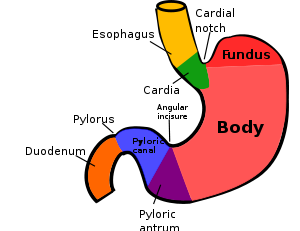 Cardial
notch
Esophagus
Fundus
Cardia
Angular
incisure
Pylorus
Body
Pyloric
canal
Duodenum
Pyloric
antrum